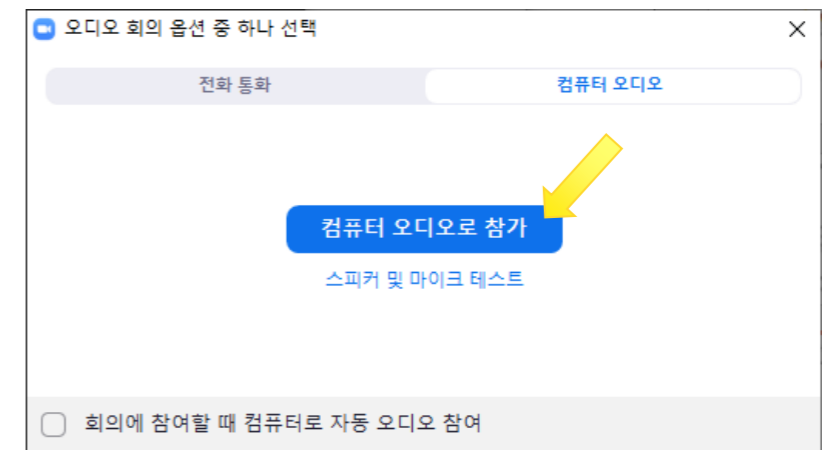 오디오 회의 옵션 중 하나 선택
전화 통화
컴퓨터 오디오
컴퓨터 오디오로 참가
스피커 및 마이크 테스트
회의에 참여할 때 컴퓨터로 자동 오디오 참여